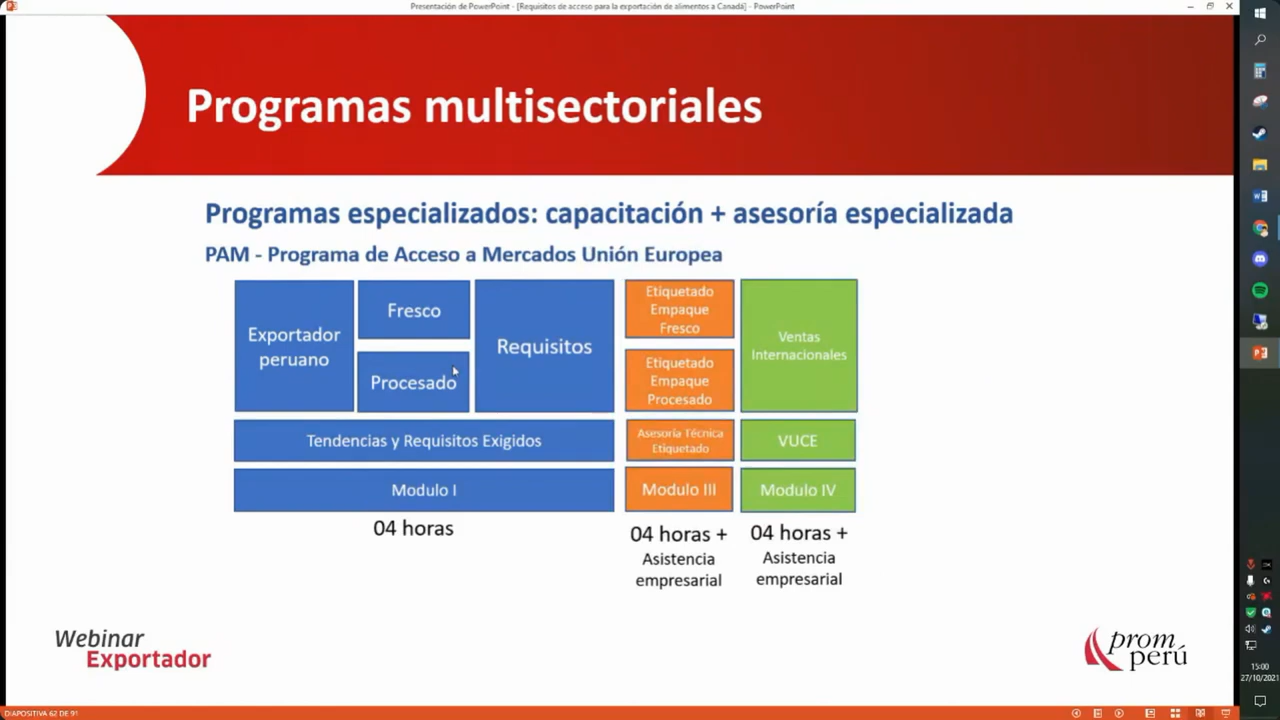 Presentación de PowerPoint - [Requisitos de acceso para la exportación de alimentos a Canadá] - PowerPoint
Programas multisectoriales
Programas especializados: capacitación + asesoría especializada
PAM - Programa de Acceso a Mercados Unión Europea
Exportador
peruano
Fresco
Procesado
Requisitos
Etiquetado
Empaque
Fresco
Etiquetado
Empaque
Procesado
Ventas
Internacionales
Tendencias y Requisitos Exigidos
Asesoría Técnica
Etiquetado
VUCE
Modulo I
Modulo III
Modulo IV
04 horas
04 horas +
Asistencia
empresarial
04 horas +
Asistencia
empresarial
Webinar
Exportador
prom
perú
15:00
27/10/2021
DIAPOSITIVA 62 DE 91